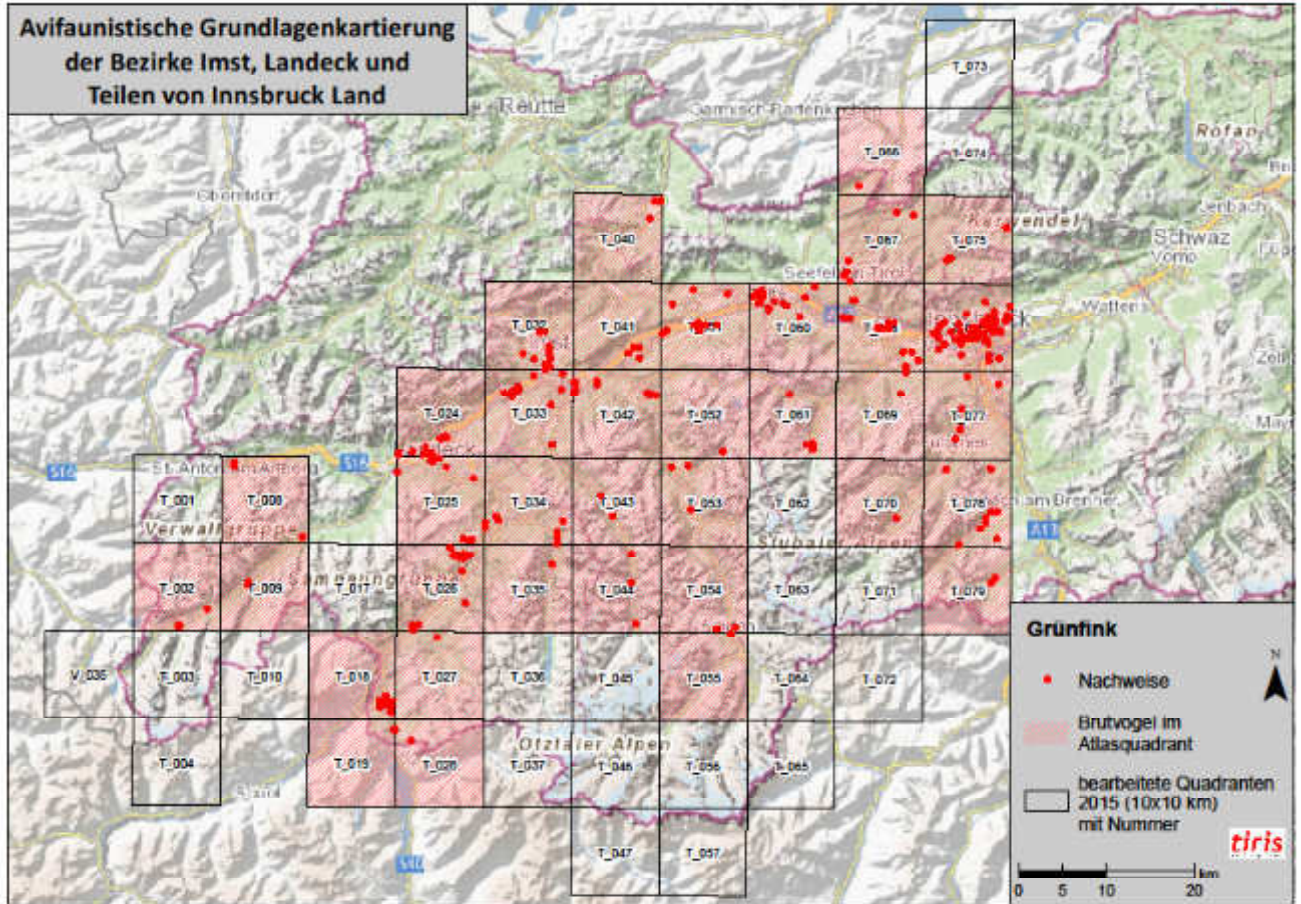 Avifaunistische Grundlagenkartierung
der Bezirke Imst, Landeck und
Teilen von Innsbruck Land
T_073
Reutte
Garmisch-Partenkirchen
Rofan
T_066
T_074
Oberstdorf
Jenbach
T_040
T_067
Karwendel
T_075
Schwaz
Vomp
Seefeld in Tirol
Wattens
T_032
T_041
T_060
T_024
T_033
T_042
T_052
T_061
T_069
T_077
St. Anton am Arlberg
S16
S16
T_001
T_008
T_025
T_034
T_043
T_053
T_062
T_070
T_078
Verwallgruppe
Stubaier Alpen
A13
T_002
T_009
T_017
T_026
T_035
T_044
T_054
T_063
T_071
T_079
V_036
T_003
T_010
T_018
T_027
T_036
T_045
T_055
T_064
T_072
T_004
T_019
T_028
Ötztaler Alpen
T_037
T_046
T_056
T_065
S40
T_047
T_057
Grünfink
N
Nachweise
Brutvogel im
Atlasquadrant
bearbeitete Quadranten
2015 (10x10 km)
mit Nummer
tiris
km
0 5 10 20